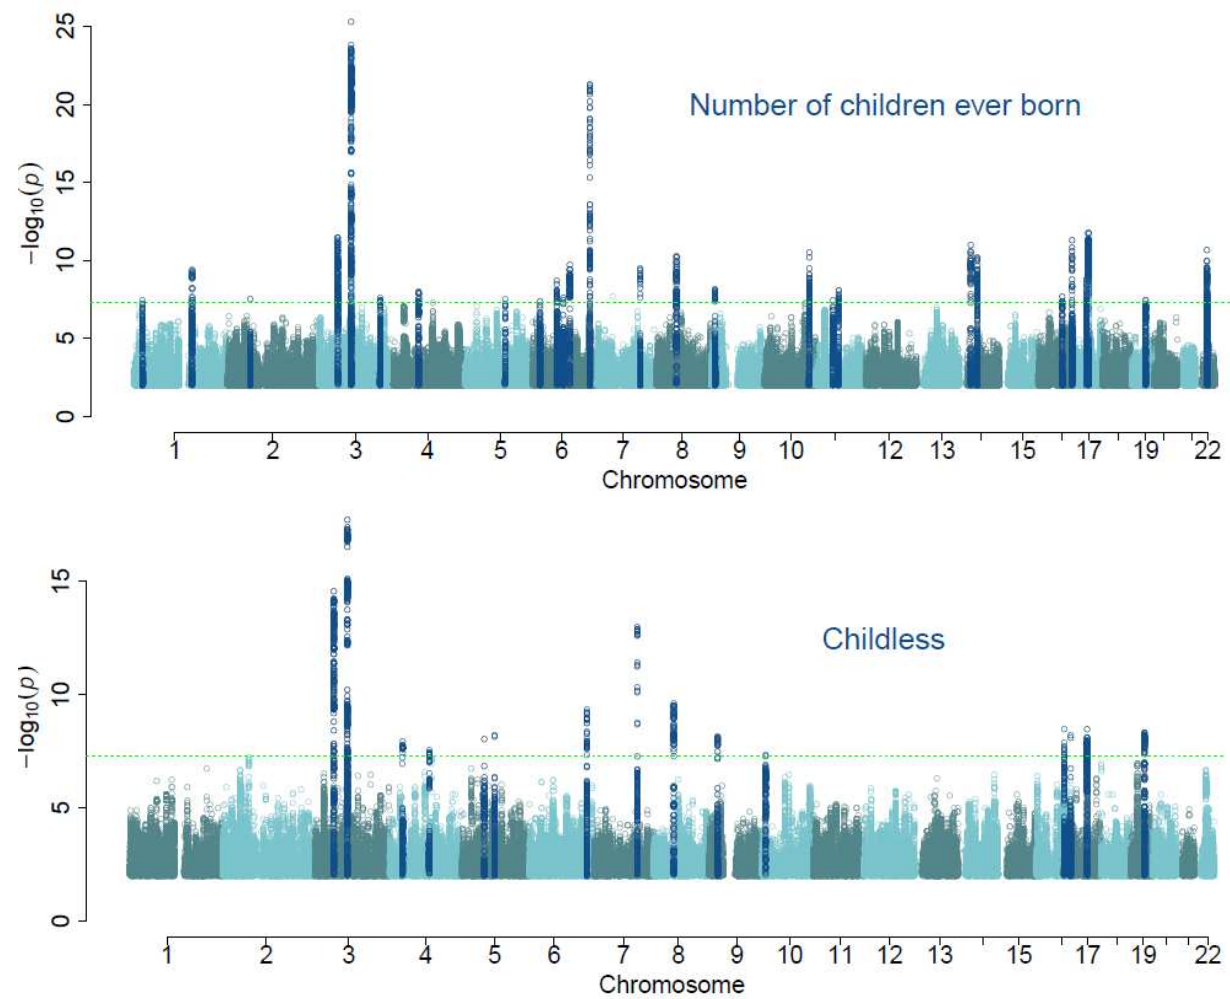 25
20
15
10
5
0
−log₁₀(p)
Number of children ever born
1 2 3 4 5 6 7 8 9 10 12 13 15 17 19 22
Chromosome
15
10
5
0
−log₁₀(p)
Childless
1 2 3 4 5 6 7 8 9 10 11 12 13 15 17 19 22
Chromosome